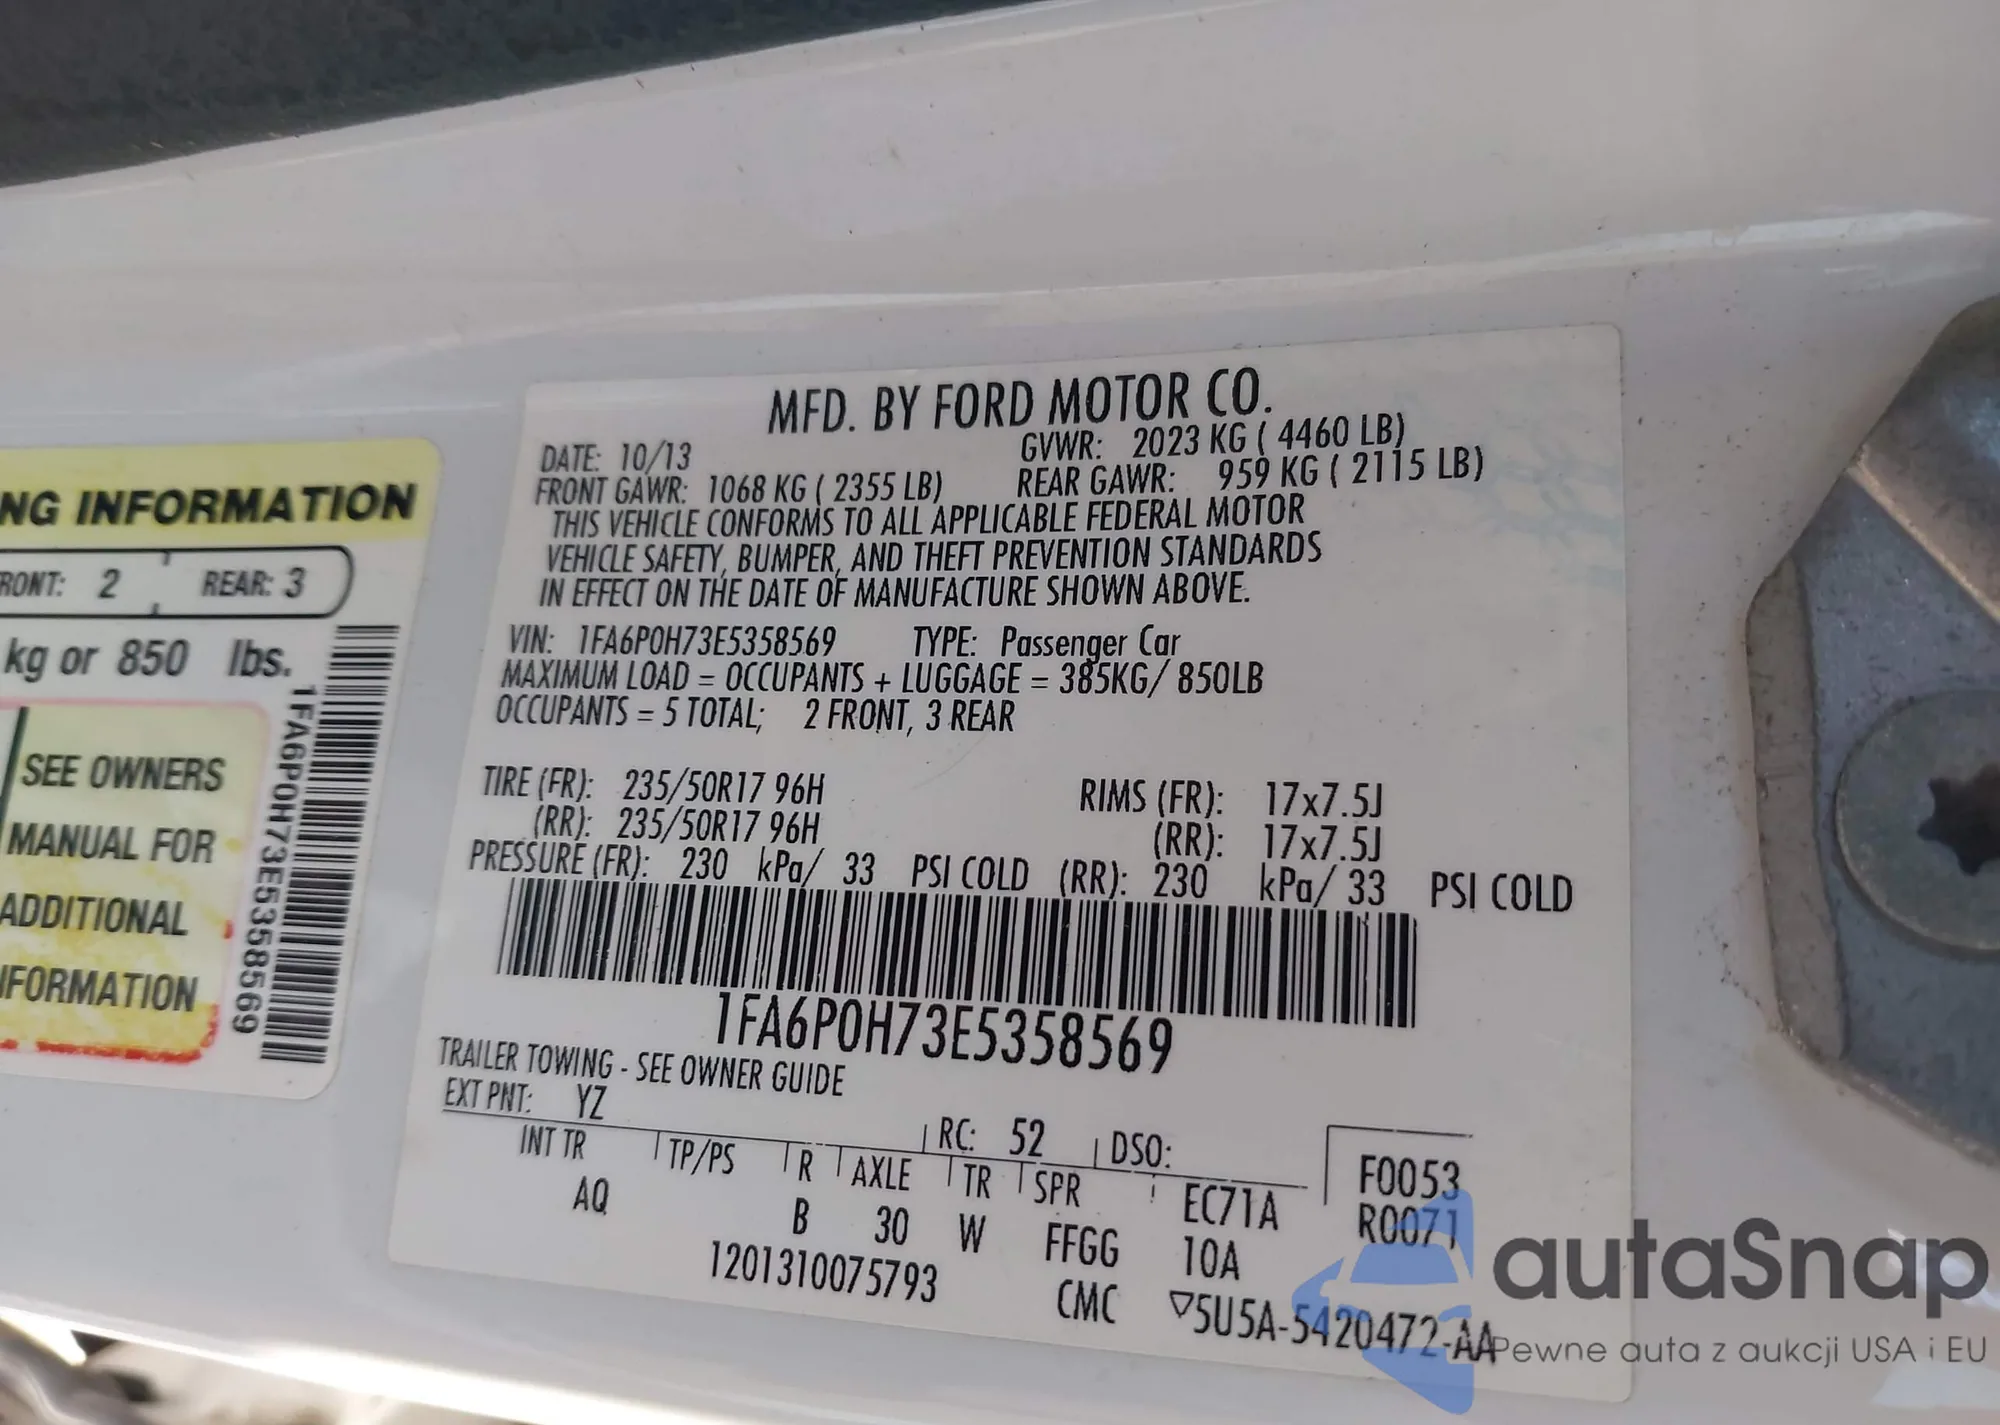 MFD. BY FORD MOTOR CO.
DATE: 10/13 GVWR: 2023 KG ( 4460 LB)
FRONT GAWR: 1068 KG ( 2355 LB) REAR GAWR: 959 KG ( 2115 LB)
THIS VEHICLE CONFORMS TO ALL APPLICABLE FEDERAL MOTOR
VEHICLE SAFETY, BUMPER, AND THEFT PREVENTION STANDARDS
IN EFFECT ON THE DATE OF MANUFACTURE SHOWN ABOVE.
VIN: 1FA6P0H73E5358569 TYPE: Passenger Car
MAXIMUM LOAD = OCCUPANTS + LUGGAGE = 385KG/ 850LB
OCCUPANTS = 5 TOTAL; 2 FRONT, 3 REAR
TIRE (FR): 235/50R17 96H RIMS (FR): 17x7.5J
(RR): 235/50R17 96H (RR): 17x7.5J
PRESSURE (FR): 230 kPa/ 33 PSI COLD (RR): 230 kPa/ 33 PSI COLD
1FA6P0H73E5358569
TRAILER TOWING - SEE OWNER GUIDE
EXT PNT: YZ RC: 52 DSO:
INT TR TP/PS R AXLE TR SPR EC71A F0053
AQ B 30 W FFGG 10A R0071
1201310075793 CMC ▽5U5A-5420472-AA
NG INFORMATION
RONT: 2 REAR: 3
kg or 850 lbs.
SEE OWNERS
MANUAL FOR
ADDITIONAL
NFORMATION
1FA6P0H73E5358569
autaSnap
Pewne auta z aukcji USA i EU